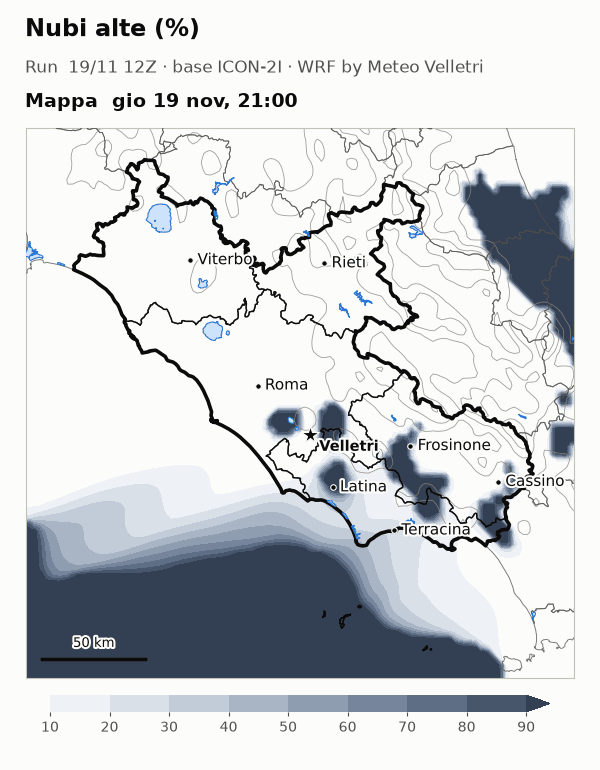 Nubi alte (%)
Run  19/11 12Z · base ICON-2I · WRF by Meteo Velletri
Mappa  gio 19 nov, 21:00
Viterbo
Rieti
Roma
Velletri
Frosinone
Latina
Cassino
Terracina
50 km
10 20 30 40 50 60 70 80 90